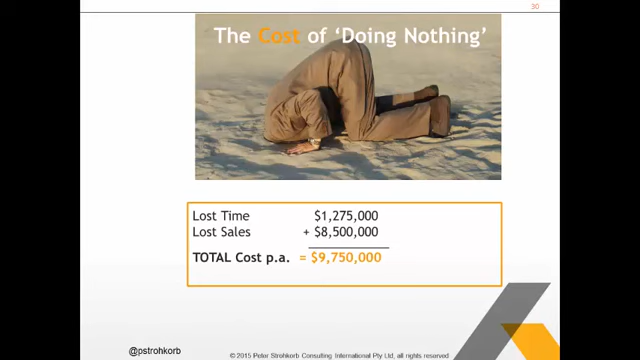 30
The Cost of ‘Doing Nothing’
Lost Time $1,275,000
Lost Sales + $8,500,000
TOTAL Cost p.a. = $9,750,000
@pstrohkorb
©2015 Peter Strohkorb Consulting International Pty Ltd, all rights reserved